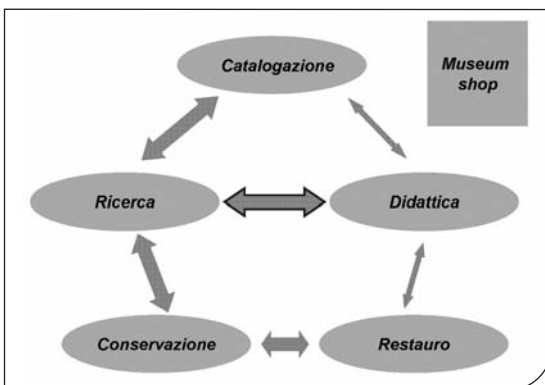 Catalogazione
Museum
shop
Ricerca
Didattica
Conservazione
Restauro